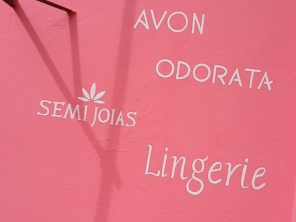 AVON
ODORATA
SEMI JOIAS
Lingerie